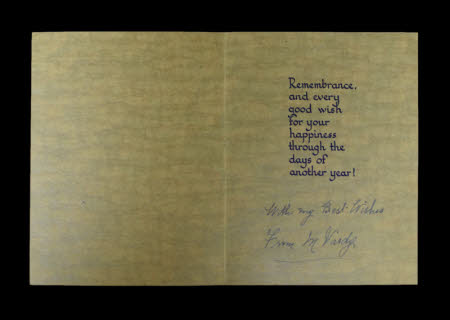 Remembrance,
and every
good wish
for your
happiness
through the
days of
another year!
With my Best Wishes
From M